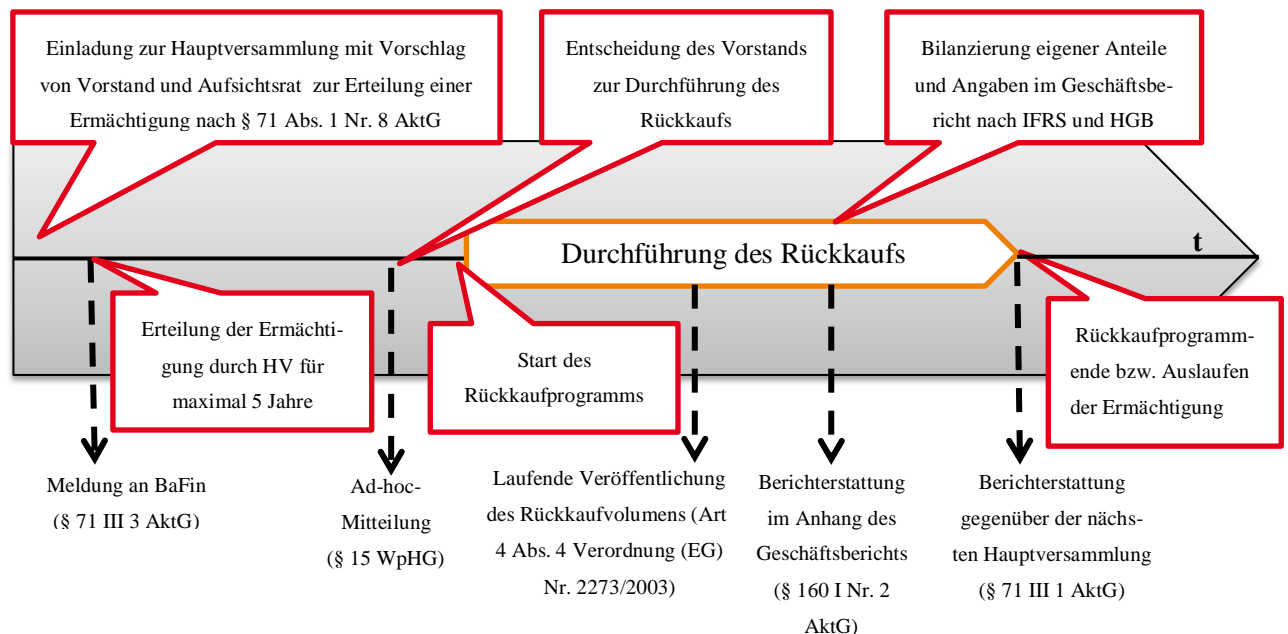 Einladung zur Hauptversammlung mit Vorschlag
von Vorstand und Aufsichtsrat zur Erteilung einer
Ermächtigung nach § 71 Abs. 1 Nr. 8 AktG
Entscheidung des Vorstands
zur Durchführung des
Rückkaufs
Bilanzierung eigener Anteile
und Angaben im Geschäftsbe-
richt nach IFRS und HGB
Durchführung des Rückkaufs
t
Erteilung der Ermächti-
gung durch HV für
maximal 5 Jahre
Start des
Rückkaufprogramms
Rückkaufprogramm-
ende bzw. Auslaufen
der Ermächtigung
Meldung an BaFin
(§ 71 III 3 AktG)
Ad-hoc-
Mitteilung
(§ 15 WpHG)
Laufende Veröffentlichung
des Rückkaufvolumens (Art
4 Abs. 4 Verordnung (EG)
Nr. 2273/2003)
Berichterstattung
im Anhang des
Geschäftsberichts
(§ 160 I Nr. 2
AktG)
Berichterstattung
gegenüber der nächs-
ten Hauptversammlung
(§ 71 III 1 AktG)